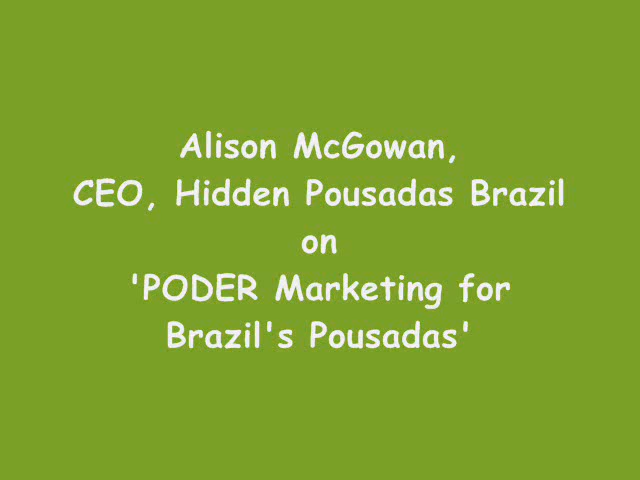 Alison McGowan,
CEO, Hidden Pousadas Brazil
on
'PODER Marketing for
Brazil's Pousadas'